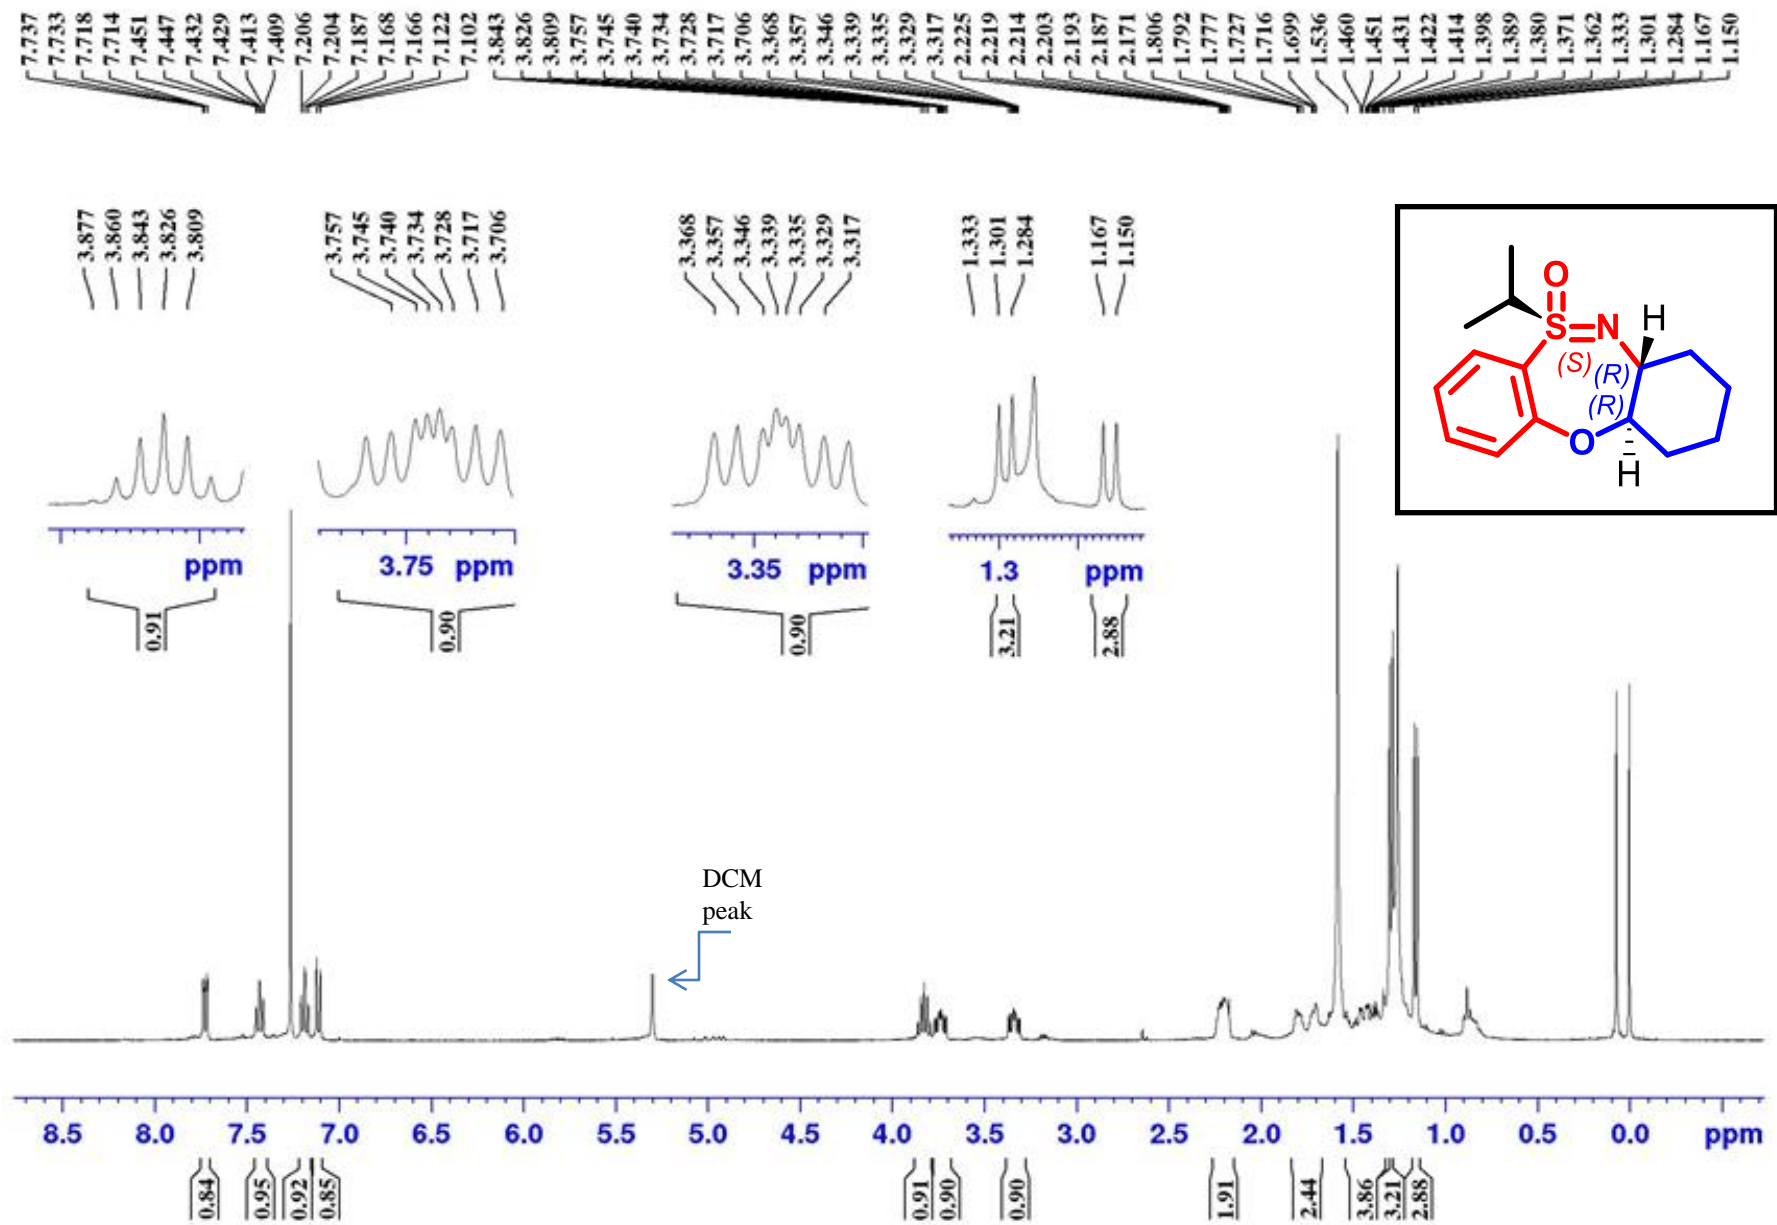 7.737 7.733 7.718 7.714 7.451 7.447 7.432 7.429 7.413 7.409 7.206 7.204 7.187 7.168 7.166 7.122 7.102 3.843 3.826 3.809 3.757 3.745 3.740 3.734 3.728 3.717 3.706 3.368 3.357 3.346 3.339 3.335 3.329 3.317 2.225 2.219 2.214 2.203 2.193 2.187 2.171 1.806 1.792 1.777 1.727 1.716 1.699 1.536 1.460 1.451 1.431 1.422 1.414 1.398 1.389 1.380 1.371 1.362 1.333 1.301 1.284 1.167 1.150
3.877 3.860 3.843 3.826 3.809
3.757 3.745 3.740 3.734 3.728 3.717 3.706
3.368 3.357 3.346 3.339 3.335 3.329 3.317
1.333 1.301 1.284 1.167 1.150
O
S N H
(S) (R)
(R)
O
H
ppm
3.75 ppm
3.35 ppm
1.3 ppm
0.91 0.90 0.90 3.21 2.88
DCM
peak
8.5 8.0 7.5 7.0 6.5 6.0 5.5 5.0 4.5 4.0 3.5 3.0 2.5 2.0 1.5 1.0 0.5 0.0 ppm
0.84 0.95 0.92 0.85 0.91 0.90 0.90 1.91 2.44 3.86 3.21 2.88